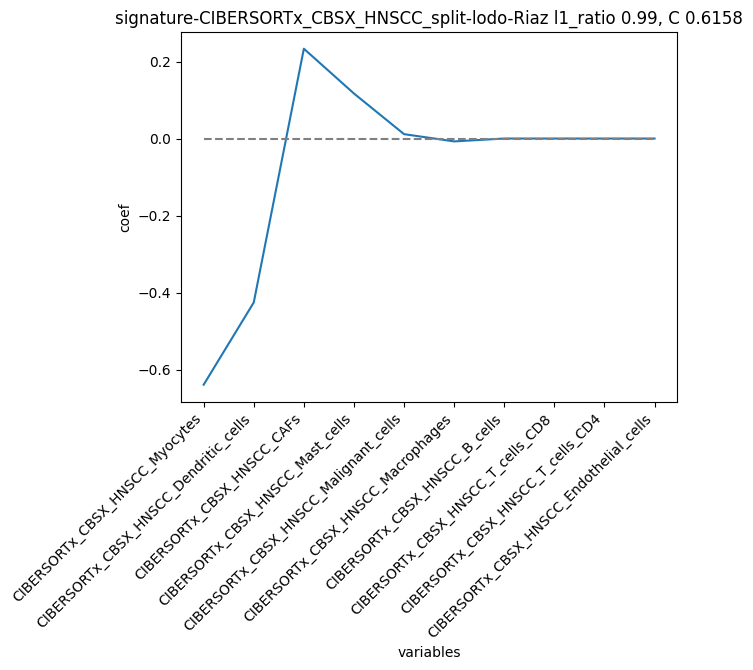 signature-CIBERSORTx_CBSX_HNSCC_split-lodo-Riaz l1_ratio 0.99, C 0.6158
0.2
0.0
−0.2
−0.4
−0.6
coef
CIBERSORTx_CBSX_HNSCC_Myocytes
CIBERSORTx_CBSX_HNSCC_Dendritic_cells
CIBERSORTx_CBSX_HNSCC_CAFs
CIBERSORTx_CBSX_HNSCC_Mast_cells
CIBERSORTx_CBSX_HNSCC_Malignant_cells
CIBERSORTx_CBSX_HNSCC_Macrophages
CIBERSORTx_CBSX_HNSCC_B_cells
CIBERSORTx_CBSX_HNSCC_T_cells_CD8
CIBERSORTx_CBSX_HNSCC_T_cells_CD4
CIBERSORTx_CBSX_HNSCC_Endothelial_cells
variables